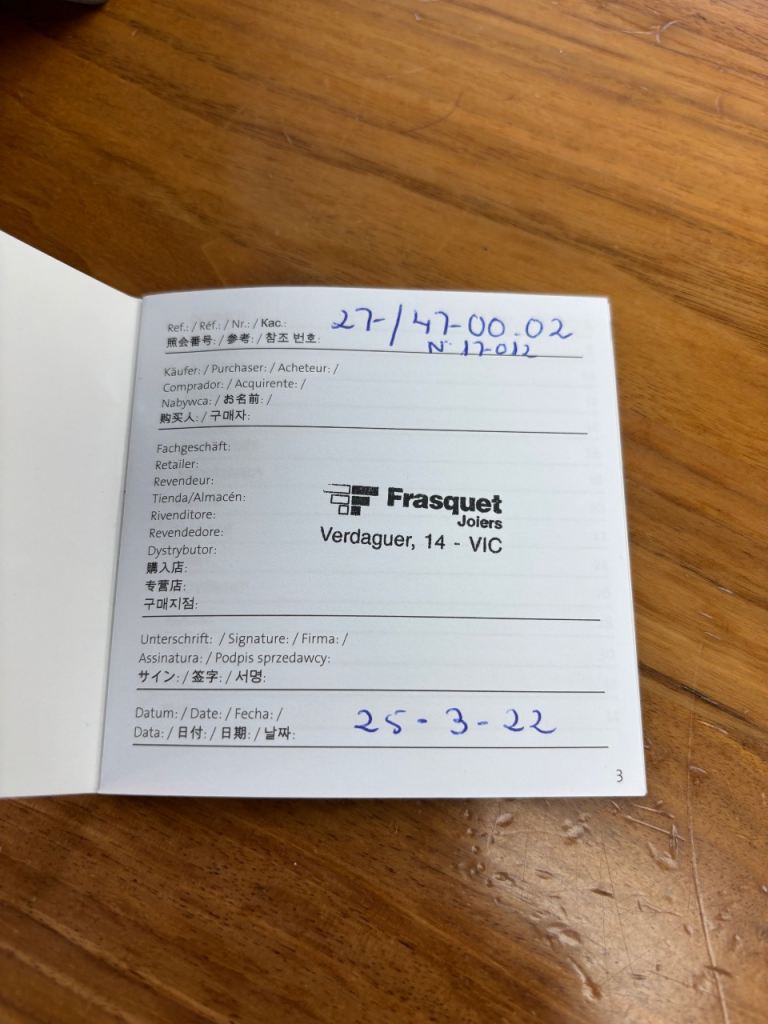 Ref.: / Réf.: / Nr.: / Кас.: 27-/47-00.02
照会番号: / 参考: / 참조 번호: Nº 17-012
Käufer: / Purchaser: / Acheteur: /
Comprador: / Acquirente: /
Nabywca: / お名前: /
购买人: / 구매자:
Fachgeschäft:
Retailer:
Revendeur:
Tienda/Almacén:
Rivenditore:
Revendedore:
Dystrybutor:
購入店:
专营店:
구매지점:
Frasquet
Joiers
Verdaguer, 14 - VIC
Unterschrift: / Signature: / Firma: /
Assinatura: / Podpis sprzedawcy:
サイン: / 签字: / 서명:
Datum: / Date: / Fecha: /
Data: / 日付: / 日期: / 날짜: 25-3-22
3